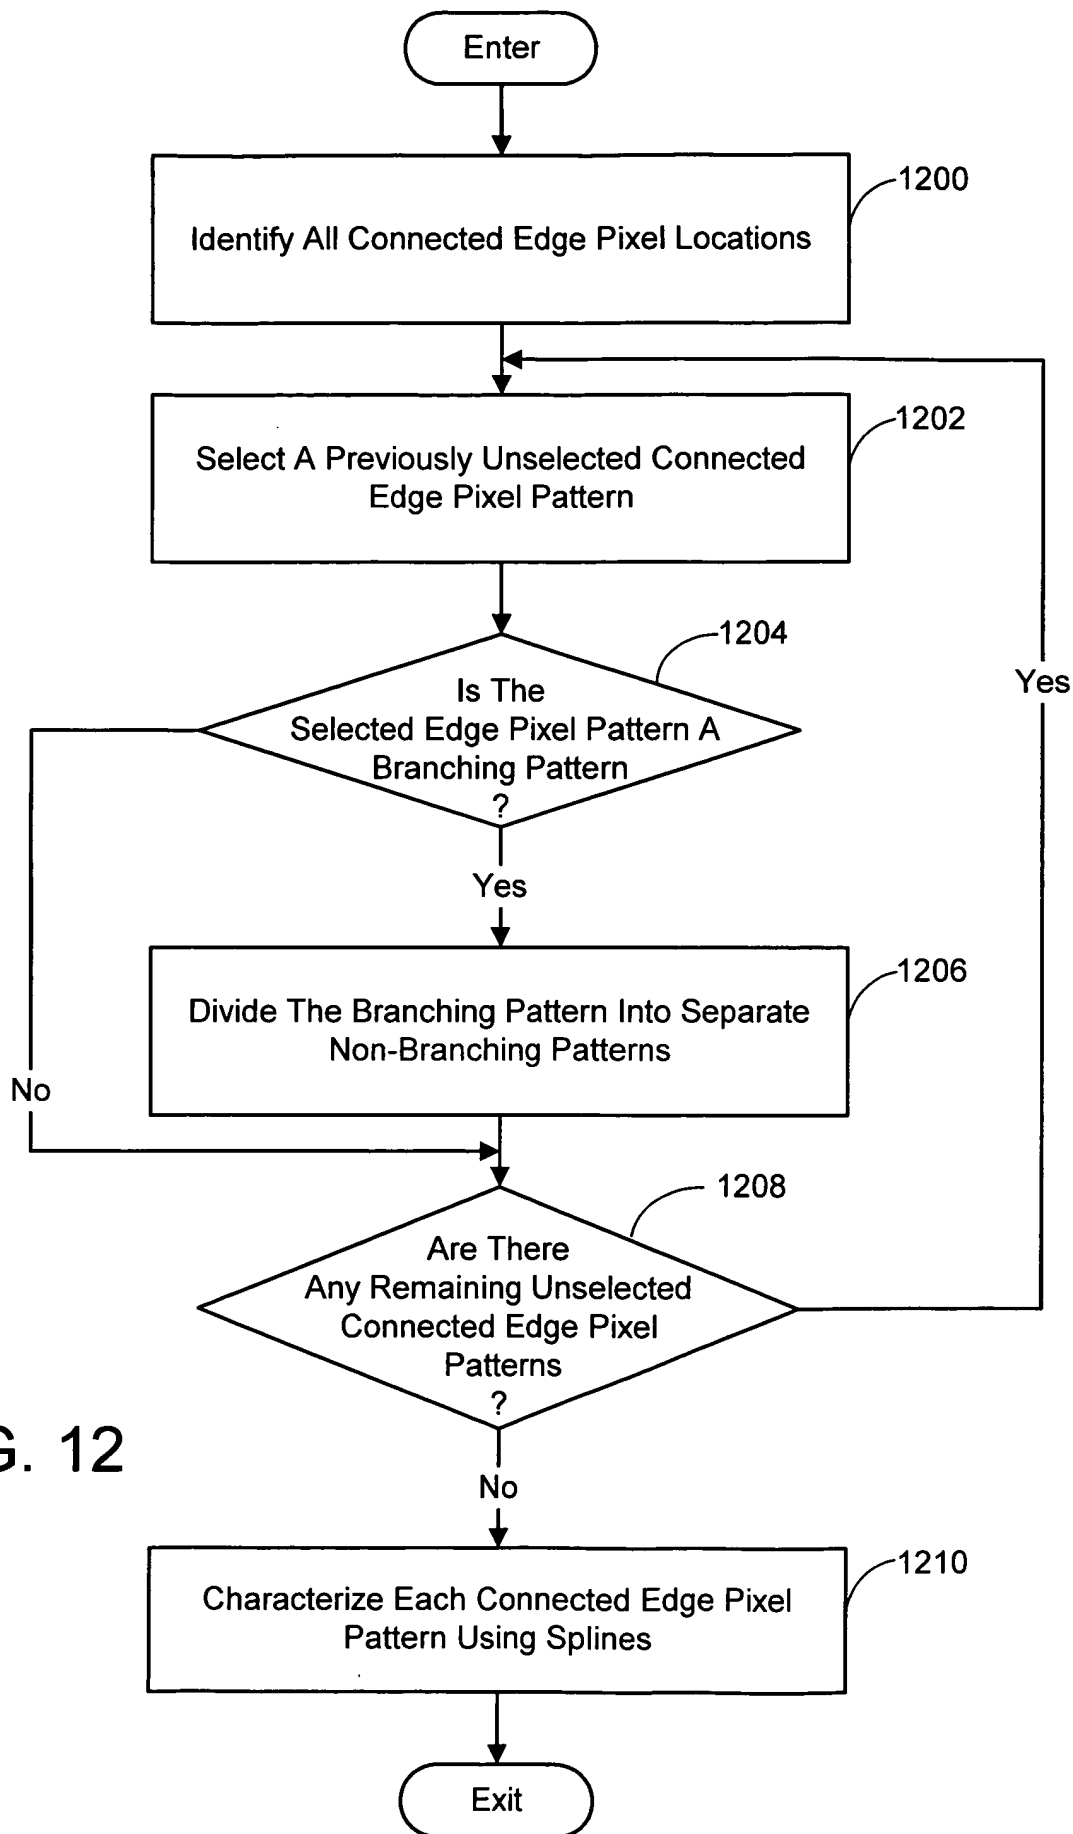 Enter
1200
Identify All Connected Edge Pixel Locations
1202
Select A Previously Unselected Connected
Edge Pixel Pattern
1204
Is The
Selected Edge Pixel Pattern A
Branching Pattern
?
Yes
Yes
1206
Divide The Branching Pattern Into Separate
Non-Branching Patterns
No
1208
Are There
Any Remaining Unselected
Connected Edge Pixel
Patterns
?
G. 12
No
1210
Characterize Each Connected Edge Pixel
Pattern Using Splines
Exit